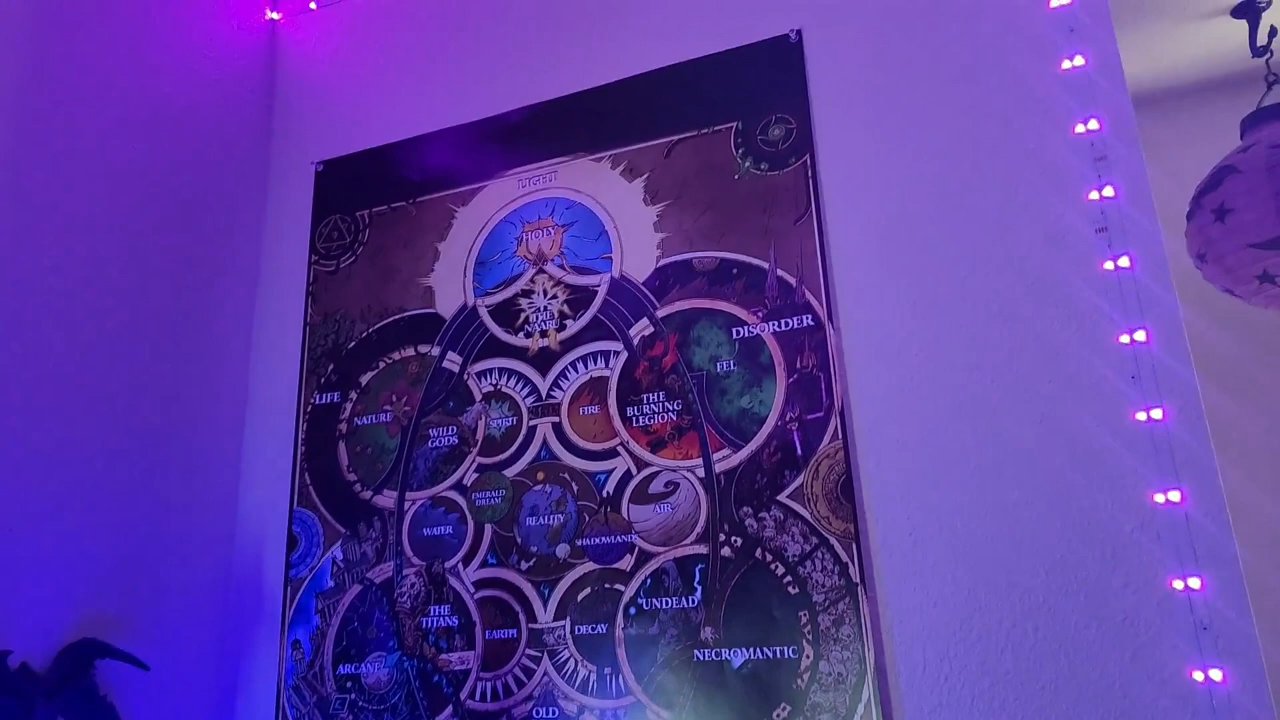 LIGHT
HOLY
THE
NAARU
DISORDER
FEL
LIFE
NATURE
WILD
GODS
SPIRIT
FIRE
THE
BURNING
LEGION
EMERALD
DREAM
WATER
REALITY
SHADOWLANDS
AIR
THE
TITANS
EARTH
DECAY
UNDEAD
ARCANE
NECROMANTIC
OLD